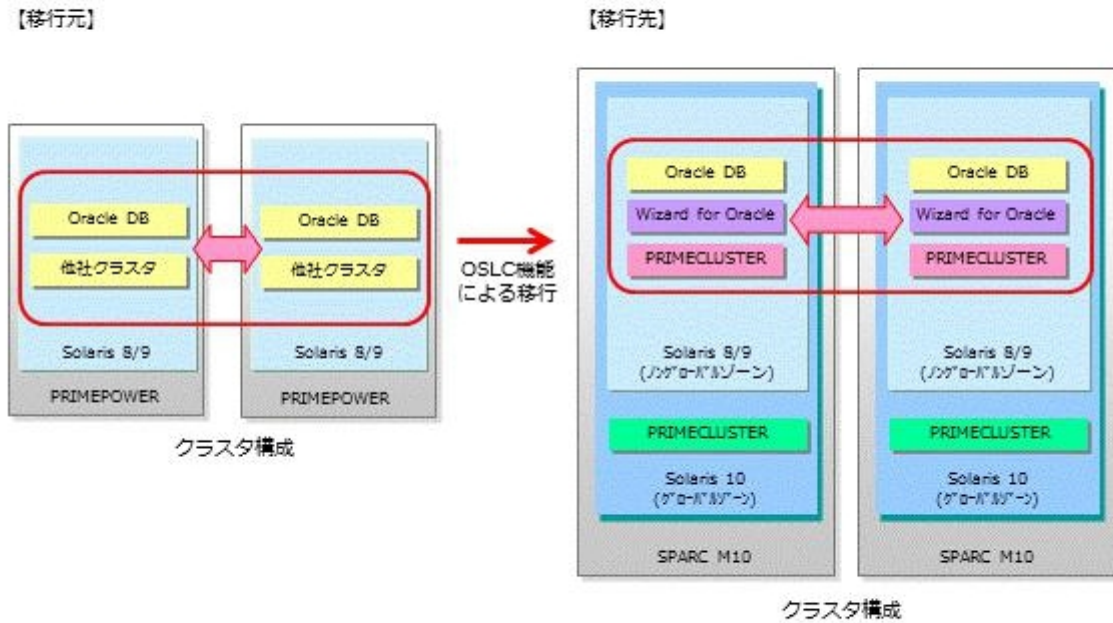 【移行元】
Oracle DB
他社クラスタ
Solaris 8/9
PRIMEPOWER
Oracle DB
他社クラスタ
Solaris 8/9
PRIMEPOWER
クラスタ構成
OSLC機能
による移行
【移行先】
Oracle DB
Wizard for Oracle
PRIMECLUSTER
Solaris 8/9
(ﾉﾝｸﾞﾛｰﾊﾞﾙゾーン)
PRIMECLUSTER
Solaris 10
(ｸﾞﾛｰﾊﾞﾙｿﾞｰﾝ)
SPARC M10
Oracle DB
Wizard for Oracle
PRIMECLUSTER
Solaris 8/9
(ﾉﾝｸﾞﾛｰﾊﾞﾙゾーン)
PRIMECLUSTER
Solaris 10
(ｸﾞﾛｰﾊﾞﾙｿﾞｰﾝ)
SPARC M10
クラスタ構成